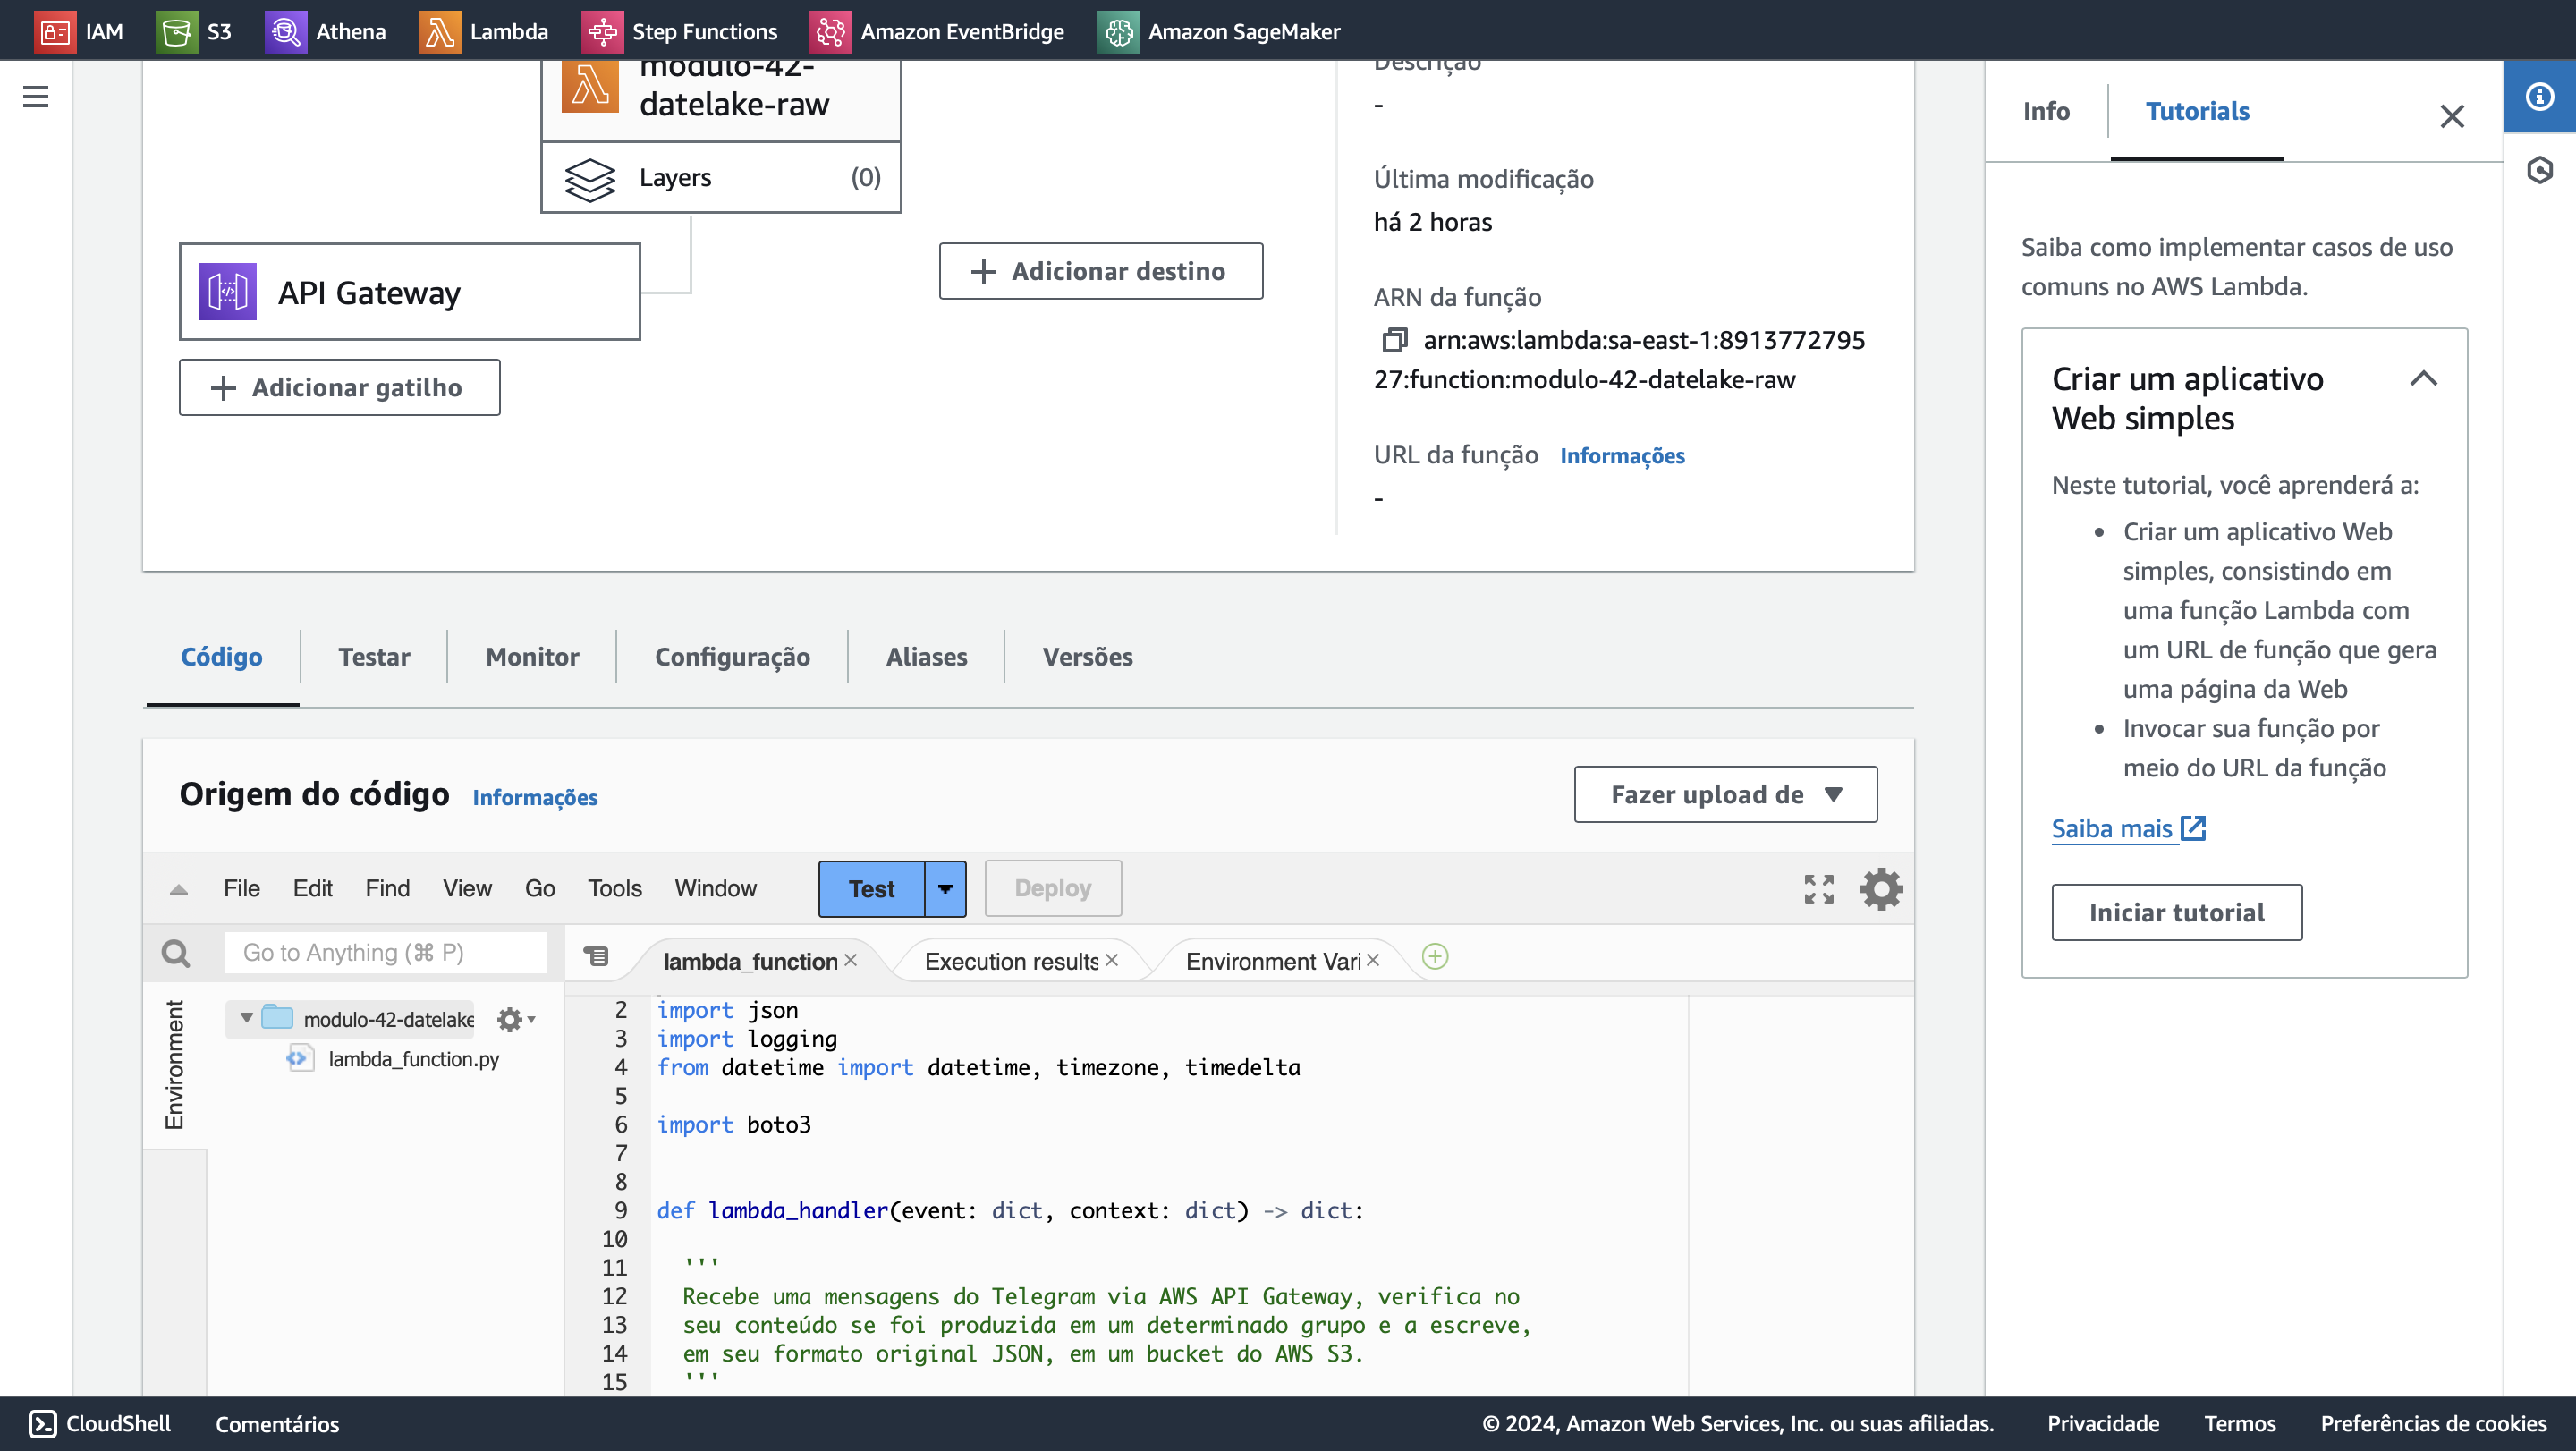 IAM S3 Athena Lambda Step Functions Amazon EventBridge Amazon SageMaker
modulo-42-
datelake-raw
Layers (0)
API Gateway
+ Adicionar gatilho
+ Adicionar destino
Descrição
-
Última modificação
há 2 horas
ARN da função
arn:aws:lambda:sa-east-1:8913772795
27:function:modulo-42-datelake-raw
URL da função Informações
-
Código Testar Monitor Configuração Aliases Versões
Origem do código Informações
Fazer upload de
File Edit Find View Go Tools Window Test Deploy
Go to Anything (⌘ P)
lambda_function × Execution results × Environment Vari ×
Environment
modulo-42-datelake
lambda_function.py
2 import json
3 import logging
4 from datetime import datetime, timezone, timedelta
5
6 import boto3
7
8
9 def lambda_handler(event: dict, context: dict) -> dict:
10
11 '''
12 Recebe uma mensagens do Telegram via AWS API Gateway, verifica no
13 seu conteúdo se foi produzida em um determinado grupo e a escreve,
14 em seu formato original JSON, em um bucket do AWS S3.
15 '''
Info Tutorials
Saiba como implementar casos de uso
comuns no AWS Lambda.
Criar um aplicativo
Web simples
Neste tutorial, você aprenderá a:
• Criar um aplicativo Web
simples, consistindo em
uma função Lambda com
um URL de função que gera
uma página da Web
• Invocar sua função por
meio do URL da função
Saiba mais
Iniciar tutorial
CloudShell Comentários © 2024, Amazon Web Services, Inc. ou suas afiliadas. Privacidade Termos Preferências de cookies